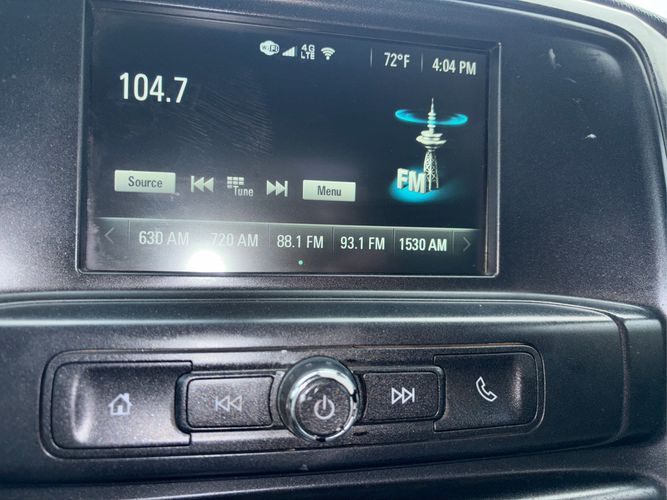 WiFi 4G LTE 72°F 4:04 PM
104.7
FM
Source Tune Menu
630 AM 720 AM 88.1 FM 93.1 FM 1530 AM